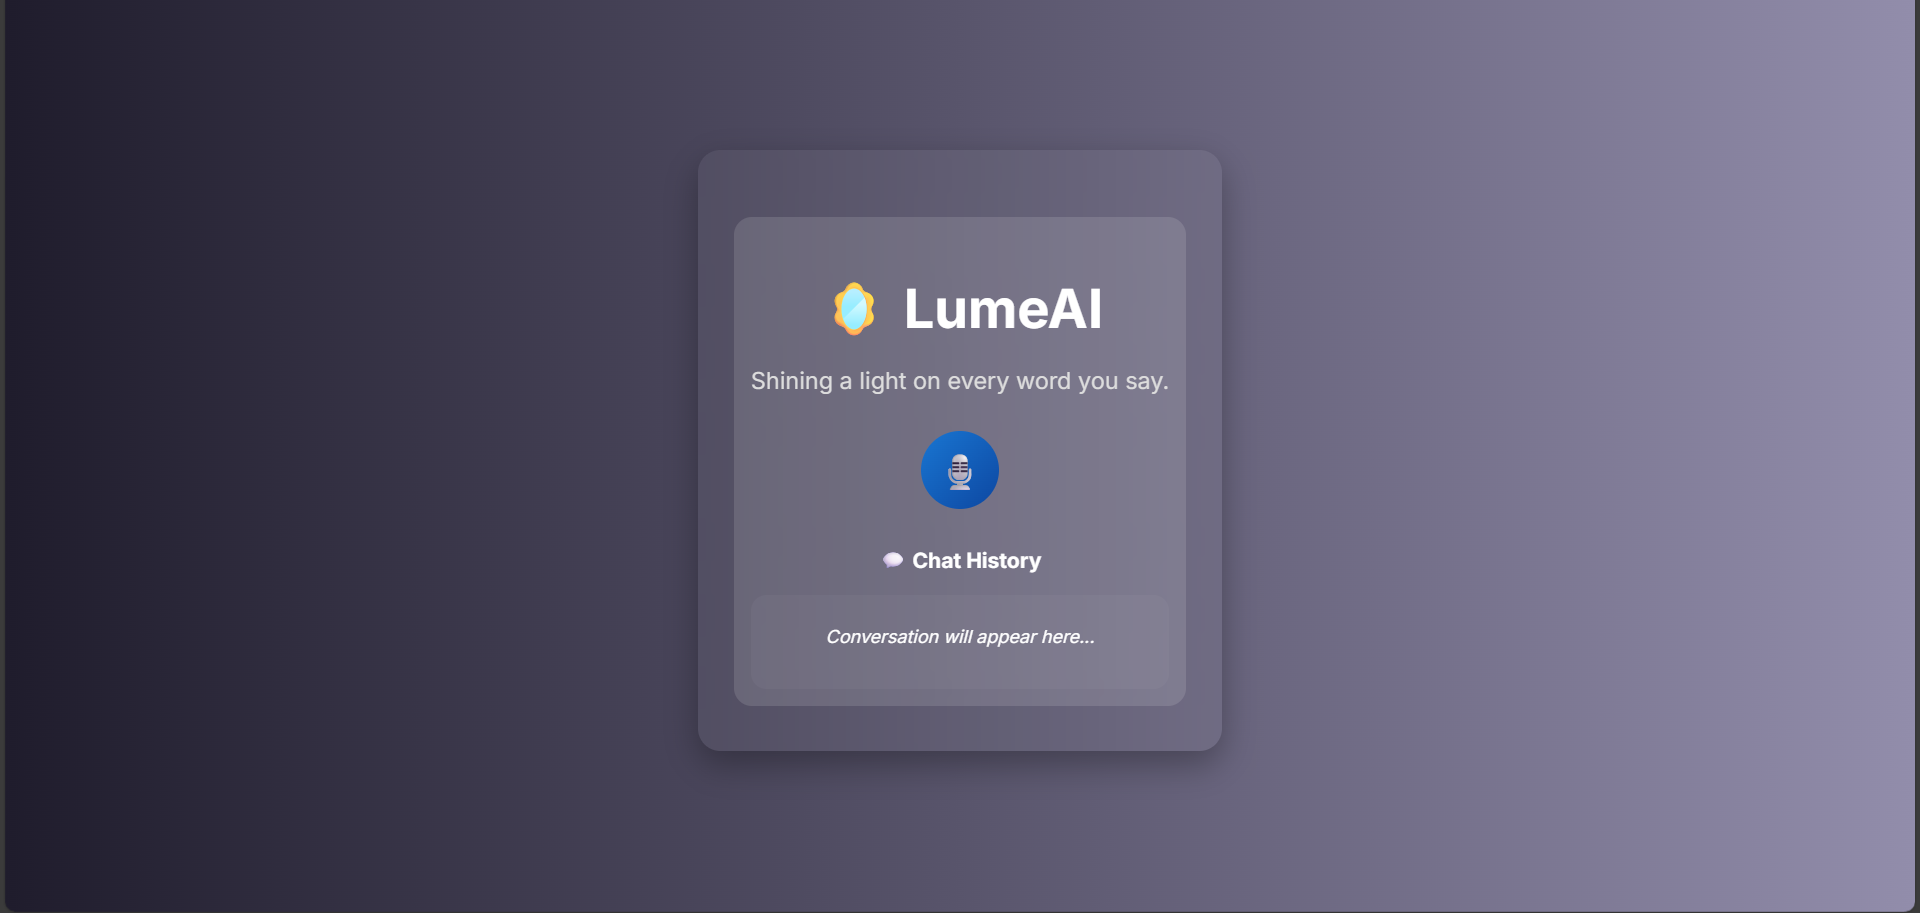 LumeAI
Shining a light on every word you say.
Chat History
Conversation will appear here...